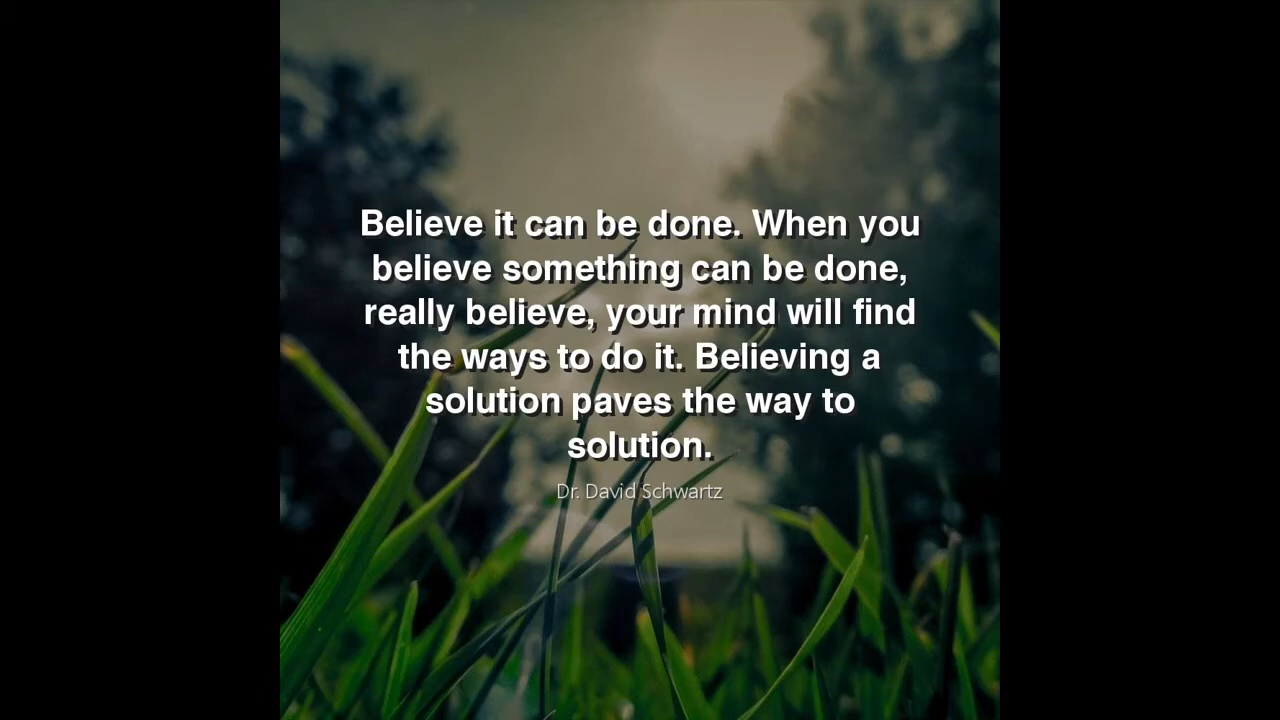 Believe it can be done. When you
believe something can be done,
really believe, your mind will find
the ways to do it. Believing a
solution paves the way to
solution.
Dr. David Schwartz